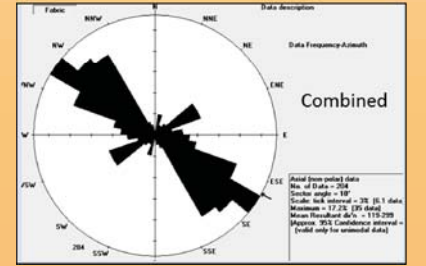 Fabric
Data description
N
NNW
NNE
NW
NE
Data Frequency-Azimuth
ENE
Combined
W
E
ESE
SW
SE
204
SSW
SSE
Axial (non-polar) data
No. of Data = 204
Sector angle = 10°
Scale: tick interval = 3% [6.1 data
Maximum = 17.2% [35 data]
Mean Resultant dir'n = 119-299
[Approx. 95% Confidence interval =
(valid only for unimodal data)